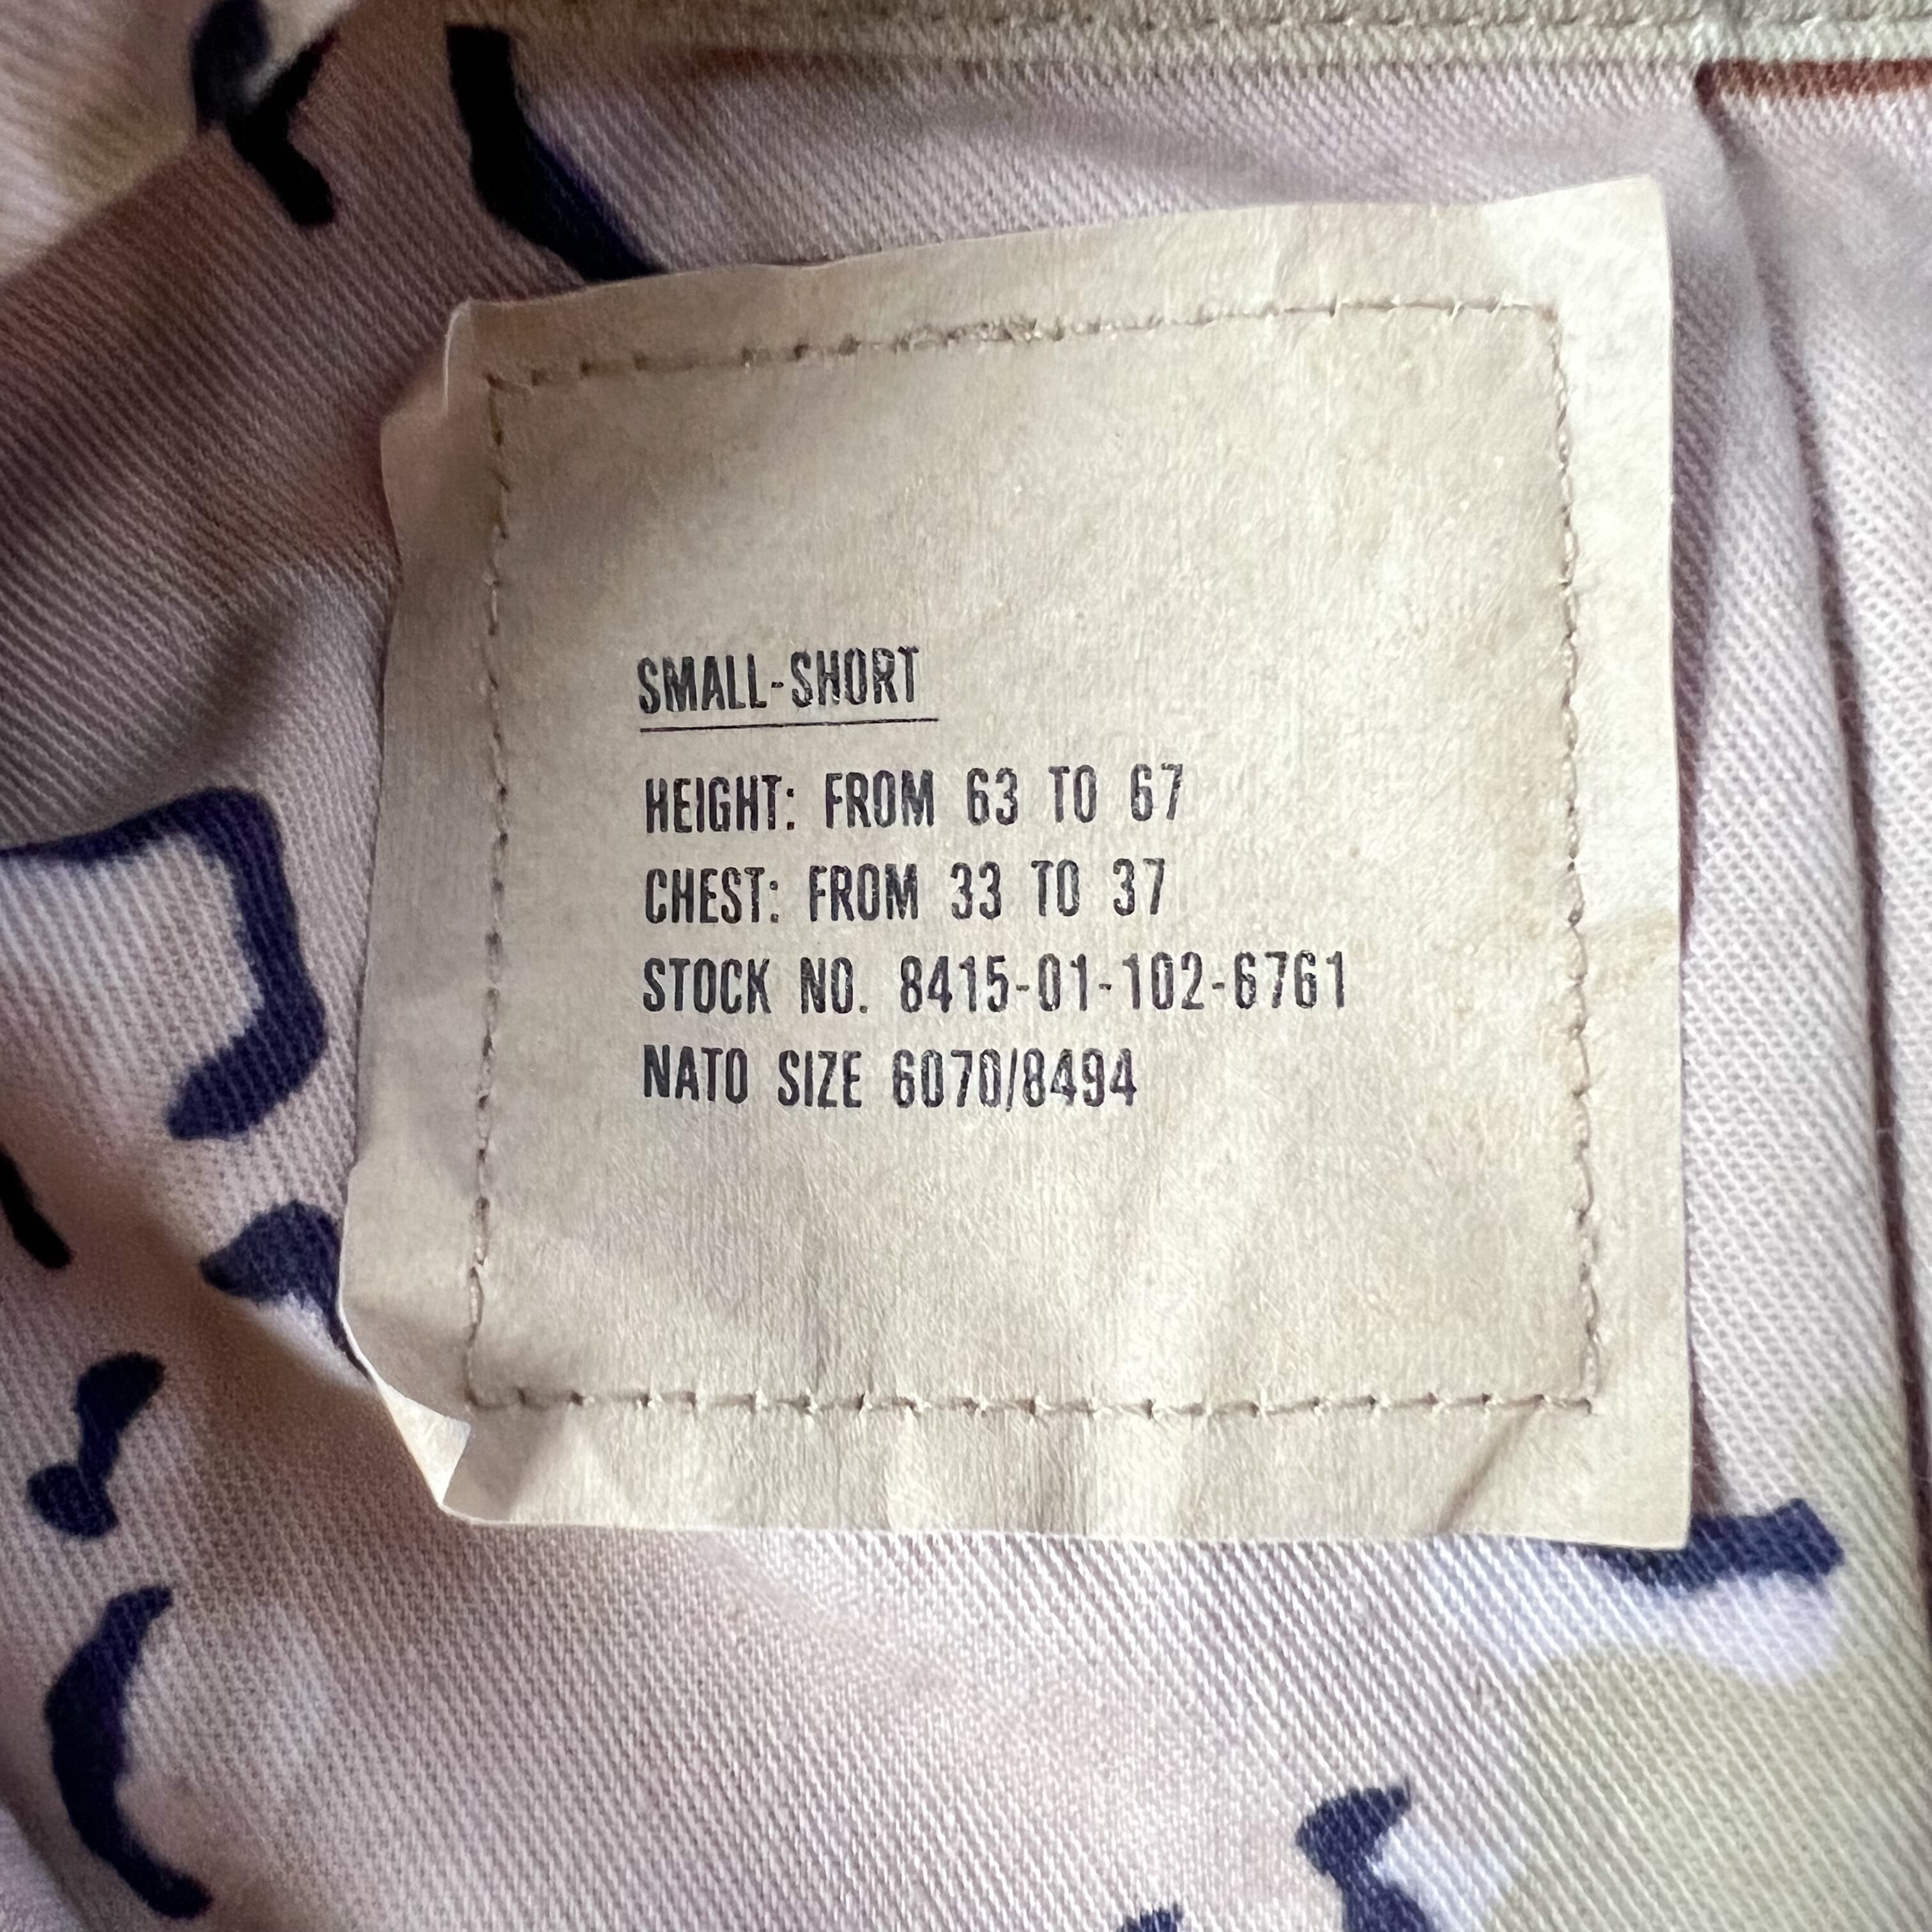 SMALL-SHORT
HEIGHT: FROM 63 TO 67
CHEST: FROM 33 TO 37
STOCK NO. 8415-01-102-6761
NATO SIZE 6070/8494